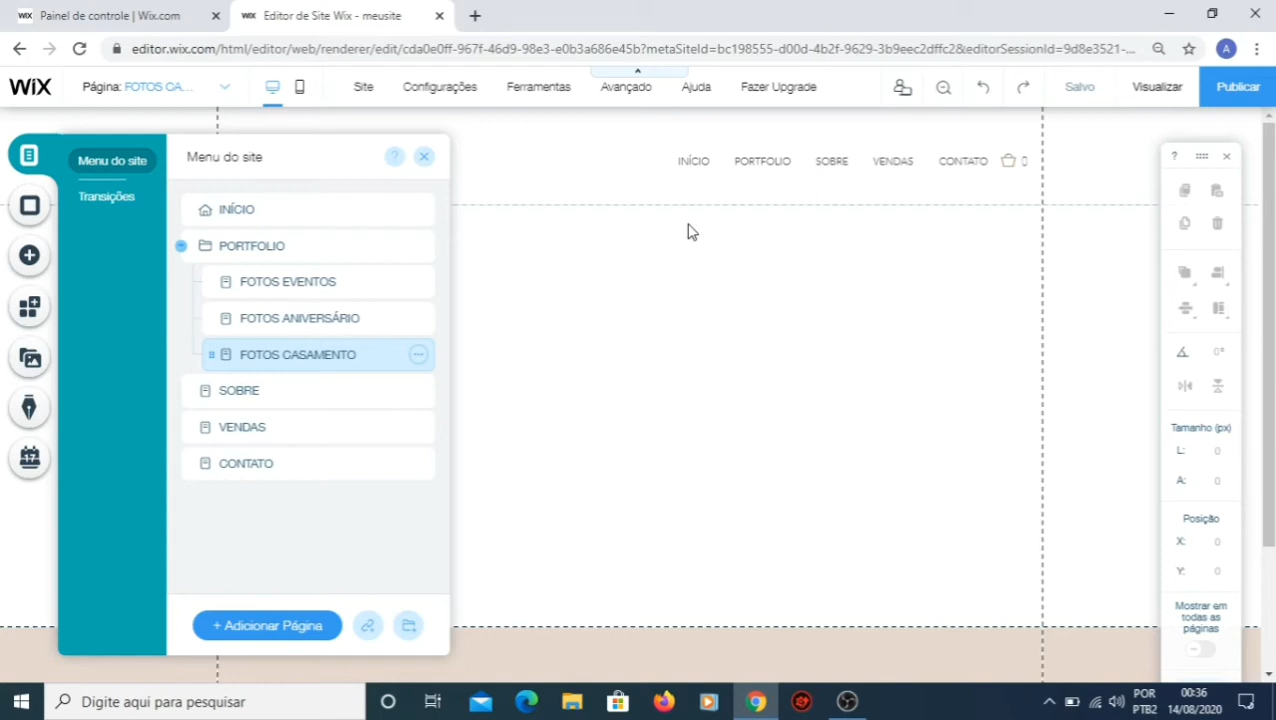 WIX Painel de controle | Wix.com
WIX Editor de Site Wix - meusite
editor.wix.com/html/editor/web/renderer/edit/cda0e0ff-967f-46d9-98e3-e0b3a686e45b?metaSiteId=bc198555-d00d-4b2f-9629-3b9eec2dffc2&editorSessionId=9d8e3521-...
A
WiX
Página: FOTOS CA...
Site
Configurações
Ferramentas
Avançado
Ajuda
Fazer Upgrade
Salvo
Visualizar
Publicar
Menu do site
Transições
Menu do site
?
INÍCIO
PORTFOLIO
FOTOS EVENTOS
FOTOS ANIVERSÁRIO
FOTOS CASAMENTO
SOBRE
VENDAS
CONTATO
+ Adicionar Página
INÍCIO PORTFOLIO SOBRE VENDAS CONTATO 0
?
0°
Tamanho (px)
L: 0
A: 0
Posição
X: 0
Y: 0
Mostrar em
todas as
páginas
17
Digite aqui para pesquisar
POR
PTB2
00:36
14/08/2020